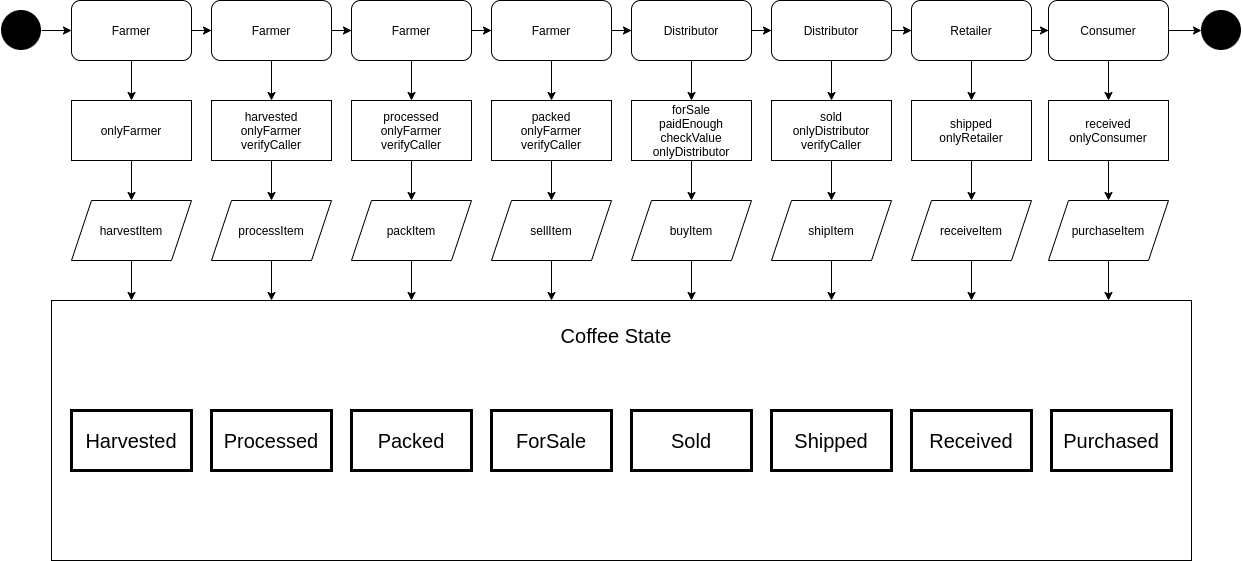 Farmer
Farmer
Farmer
Farmer
Distributor
Distributor
Retailer
Consumer
onlyFarmer
harvested
onlyFarmer
verifyCaller
processed
onlyFarmer
verifyCaller
packed
onlyFarmer
verifyCaller
forSale
paidEnough
checkValue
onlyDistributor
sold
onlyDistributor
verifyCaller
shipped
onlyRetailer
received
onlyConsumer
harvestItem
processItem
packItem
sellItem
buyItem
shipItem
receiveItem
purchaseItem
Coffee State
Harvested
Processed
Packed
ForSale
Sold
Shipped
Received
Purchased